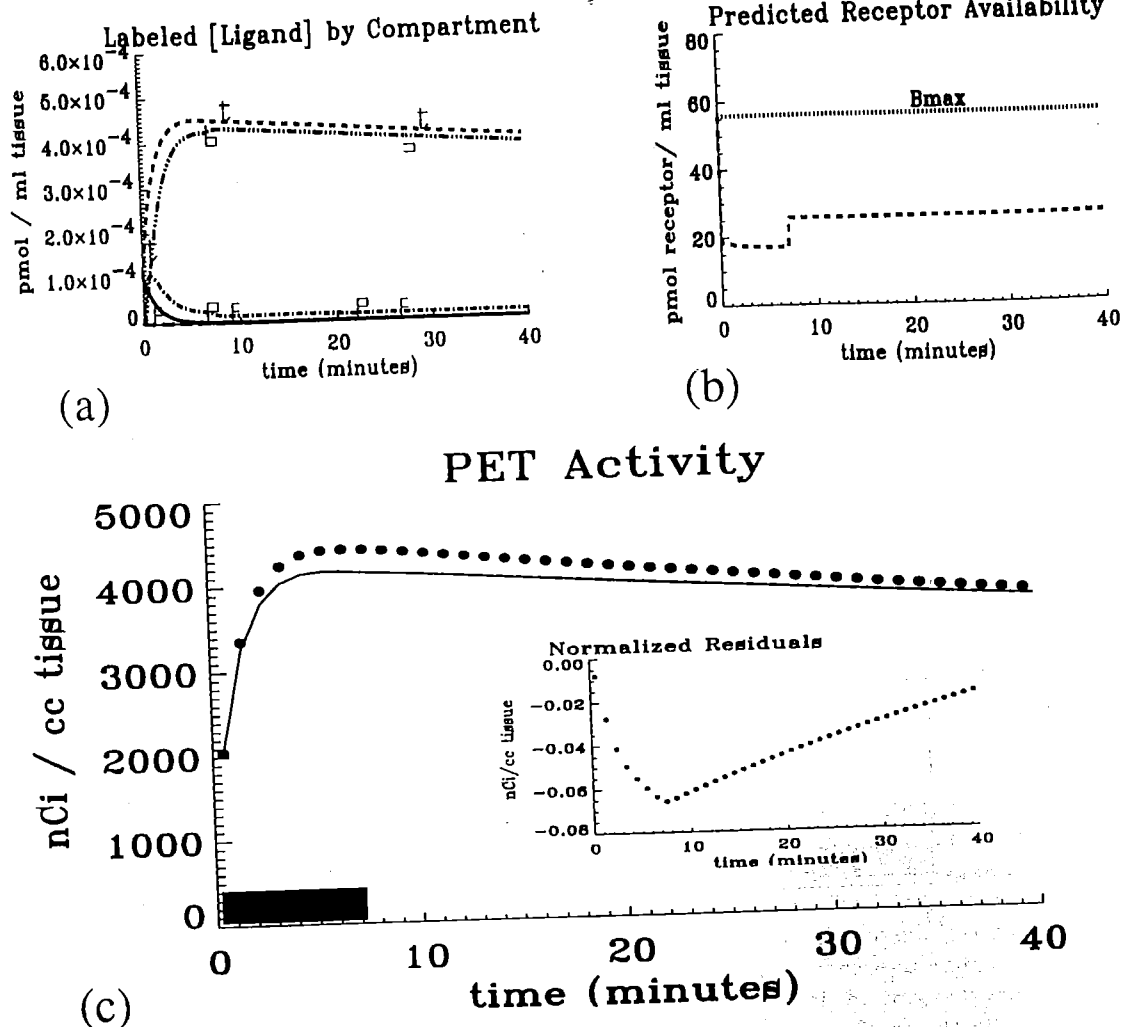 Labeled [Ligand] by Compartment
6.0×10⁻⁴
5.0×10⁻⁴
4.0×10⁻⁴
3.0×10⁻⁴
2.0×10⁻⁴
1.0×10⁻⁴
0
pmol / ml tissue
t
t
0 10 20 30 40
time (minutes)
(a)
Predicted Receptor Availability
80
60
40
20
0
pmol receptor/ ml tissue
Bmax
0 10 20 30 40
time (minutes)
(b)
PET Activity
5000
4000
3000
2000
1000
0
nCi / cc tissue
Normalized Residuals
0.00
-0.02
-0.04
-0.06
-0.08
nCi/cc tissue
0 10 20 30 40
time (minutes)
0 10 20 30 40
time (minutes)
(c)